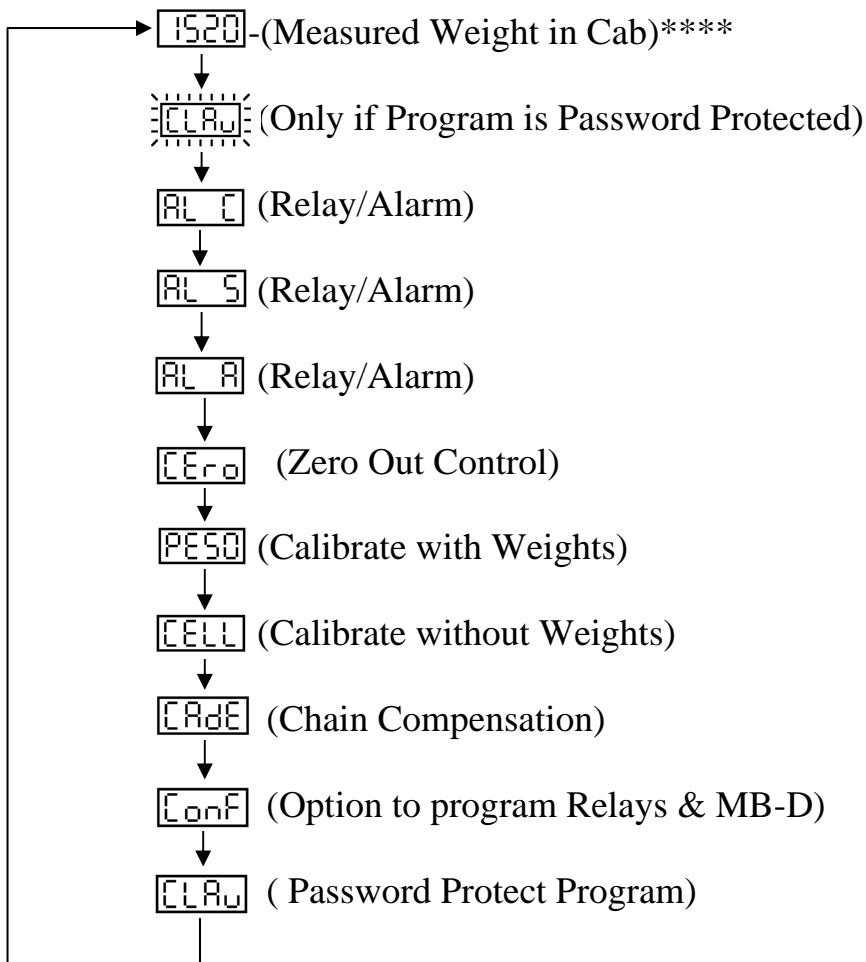 1520-(Measured Weight in Cab)****
CLAu (Only if Program is Password Protected)
AL C (Relay/Alarm)
AL S (Relay/Alarm)
AL A (Relay/Alarm)
CEro (Zero Out Control)
PESO (Calibrate with Weights)
CELL (Calibrate without Weights)
CAdE (Chain Compensation)
ConF (Option to program Relays & MB-D)
CLAu ( Password Protect Program)